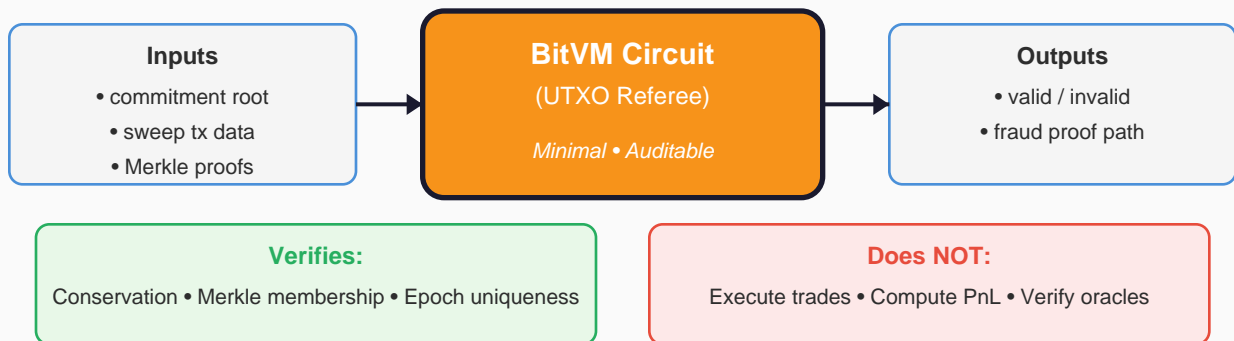 Inputs
• commitment root
• sweep tx data
• Merkle proofs
BitVM Circuit
(UTXO Referee)
Minimal • Auditable
Outputs
• valid / invalid
• fraud proof path
Verifies:
Conservation • Merkle membership • Epoch uniqueness
Does NOT:
Execute trades • Compute PnL • Verify oracles